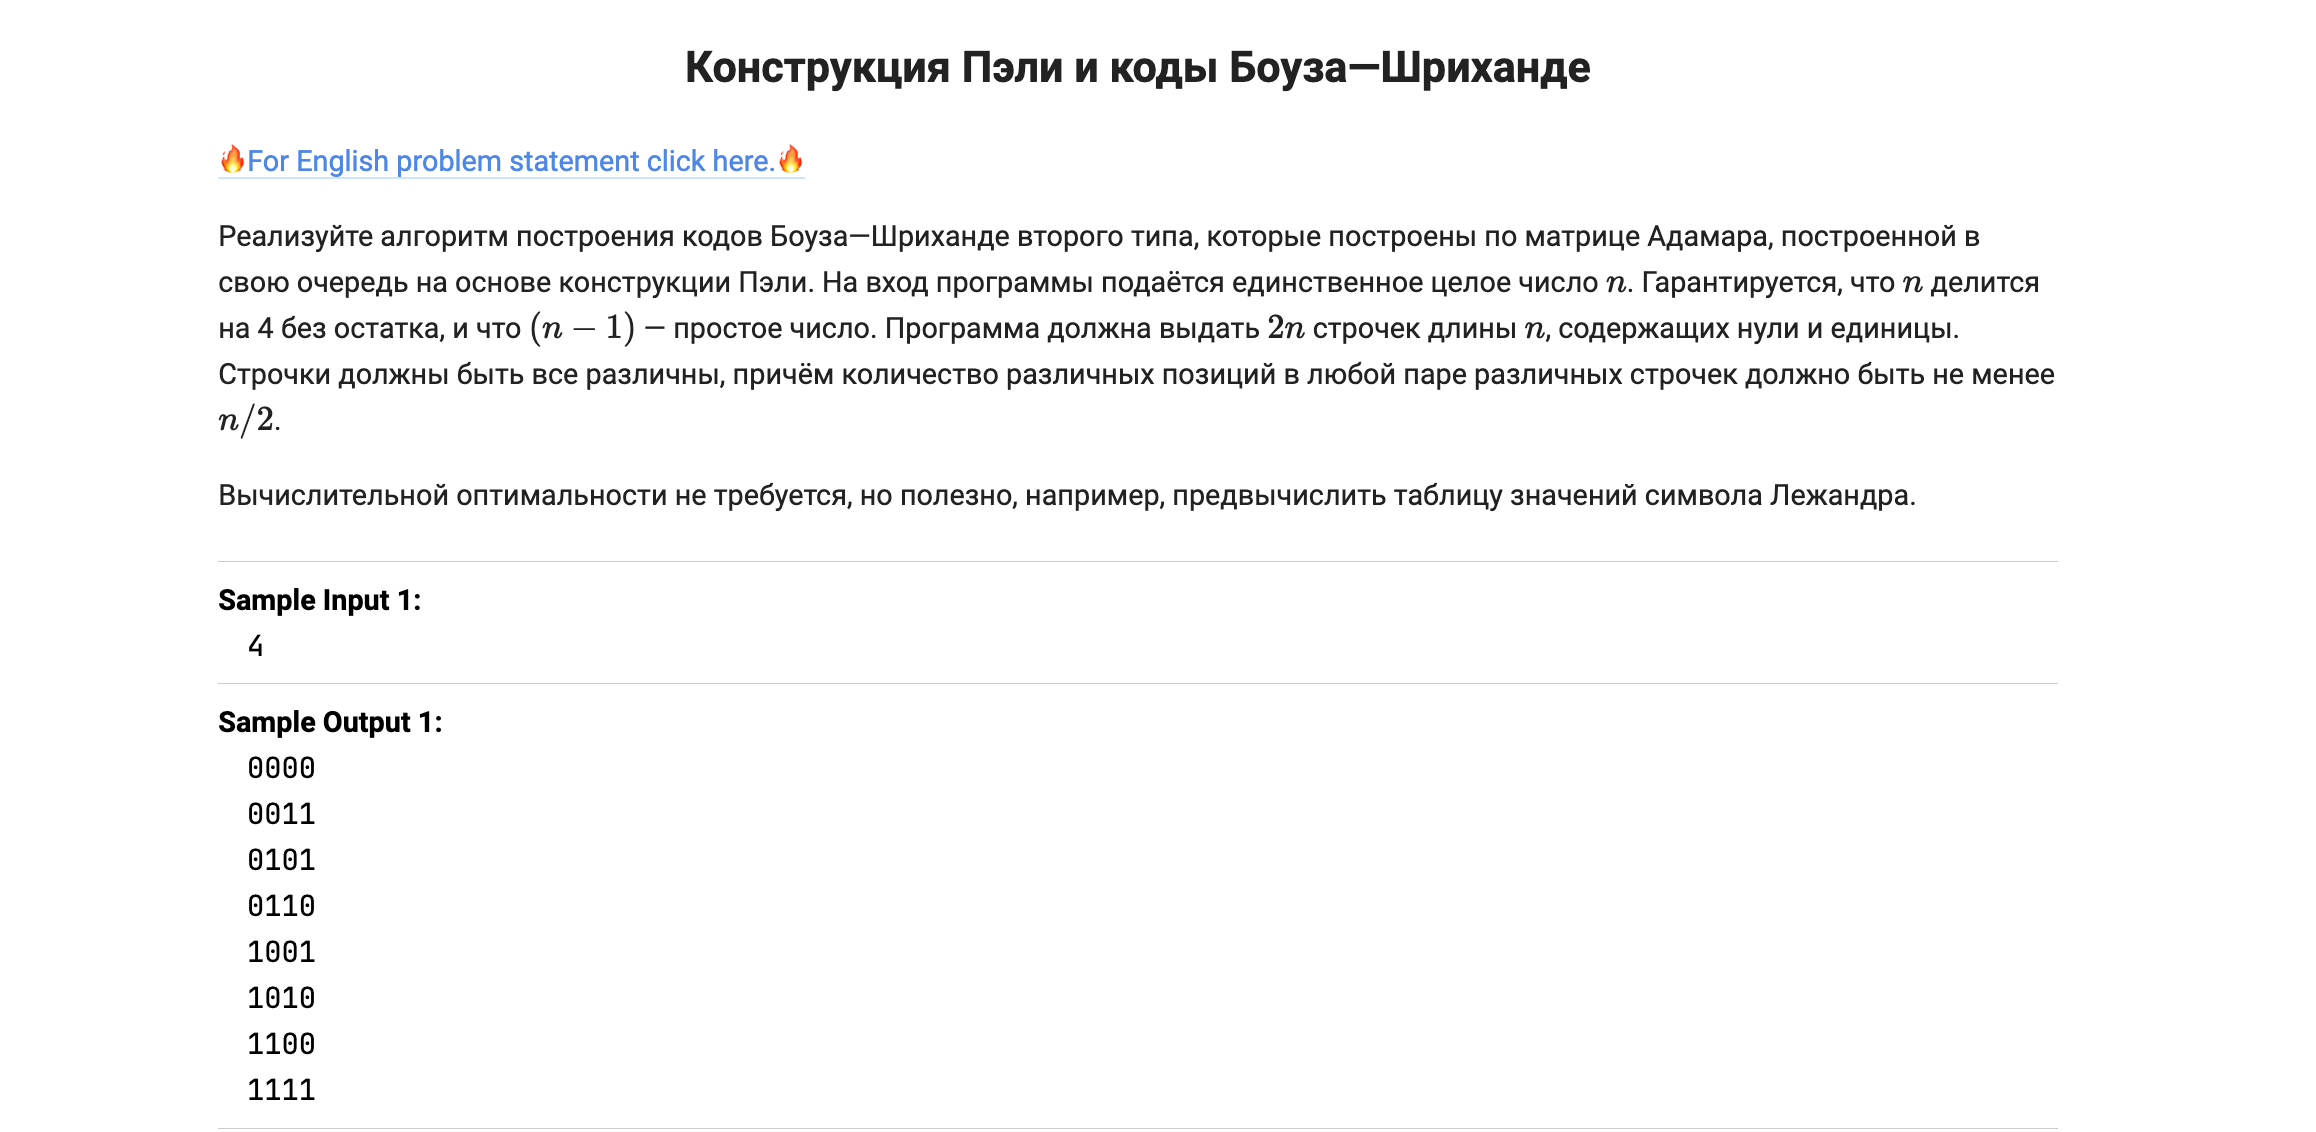 Конструкция Пэли и коды Боуза—Шриханде
🔥For English problem statement click here.🔥
Реализуйте алгоритм построения кодов Боуза—Шриханде второго типа, которые построены по матрице Адамара, построенной в
свою очередь на основе конструкции Пэли. На вход программы подаётся единственное целое число n. Гарантируется, что n делится
на 4 без остатка, и что (n − 1) — простое число. Программа должна выдать 2n строчек длины n, содержащих нули и единицы.
Строчки должны быть все различны, причём количество различных позиций в любой паре различных строчек должно быть не менее
n/2.
Вычислительной оптимальности не требуется, но полезно, например, предвычислить таблицу значений символа Лежандра.
Sample Input 1:
4
Sample Output 1:
0000
0011
0101
0110
1001
1010
1100
1111